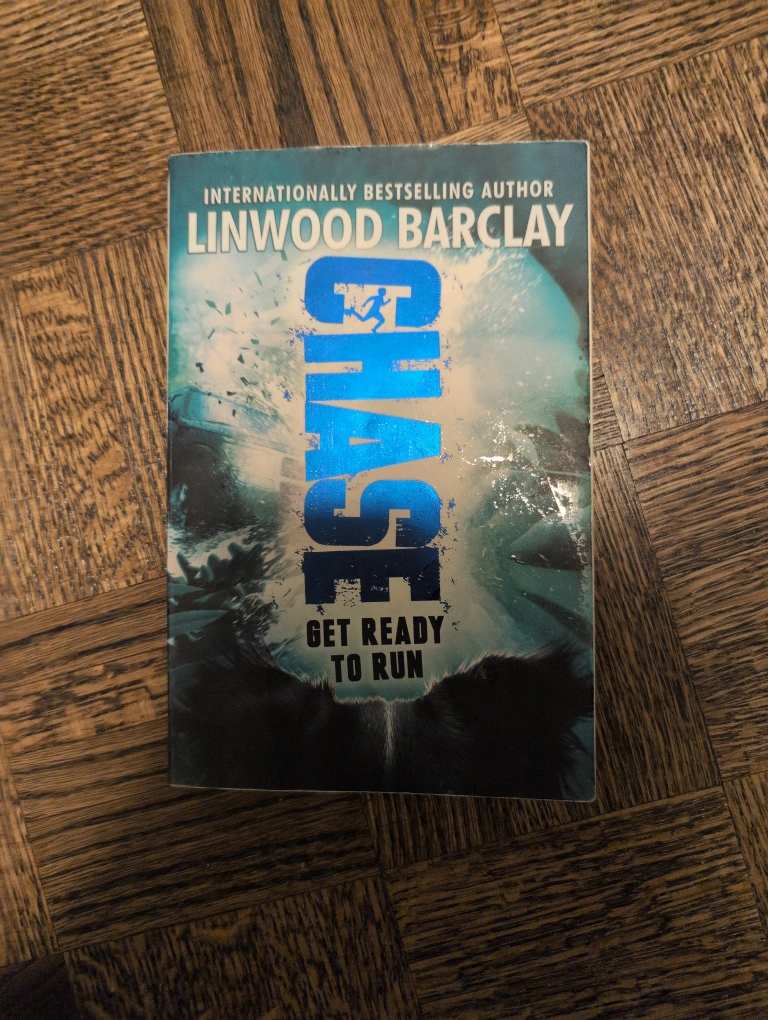 INTERNATIONALLY BESTSELLING AUTHOR
LINWOOD BARCLAY
CHASE
GET READY
TO RUN